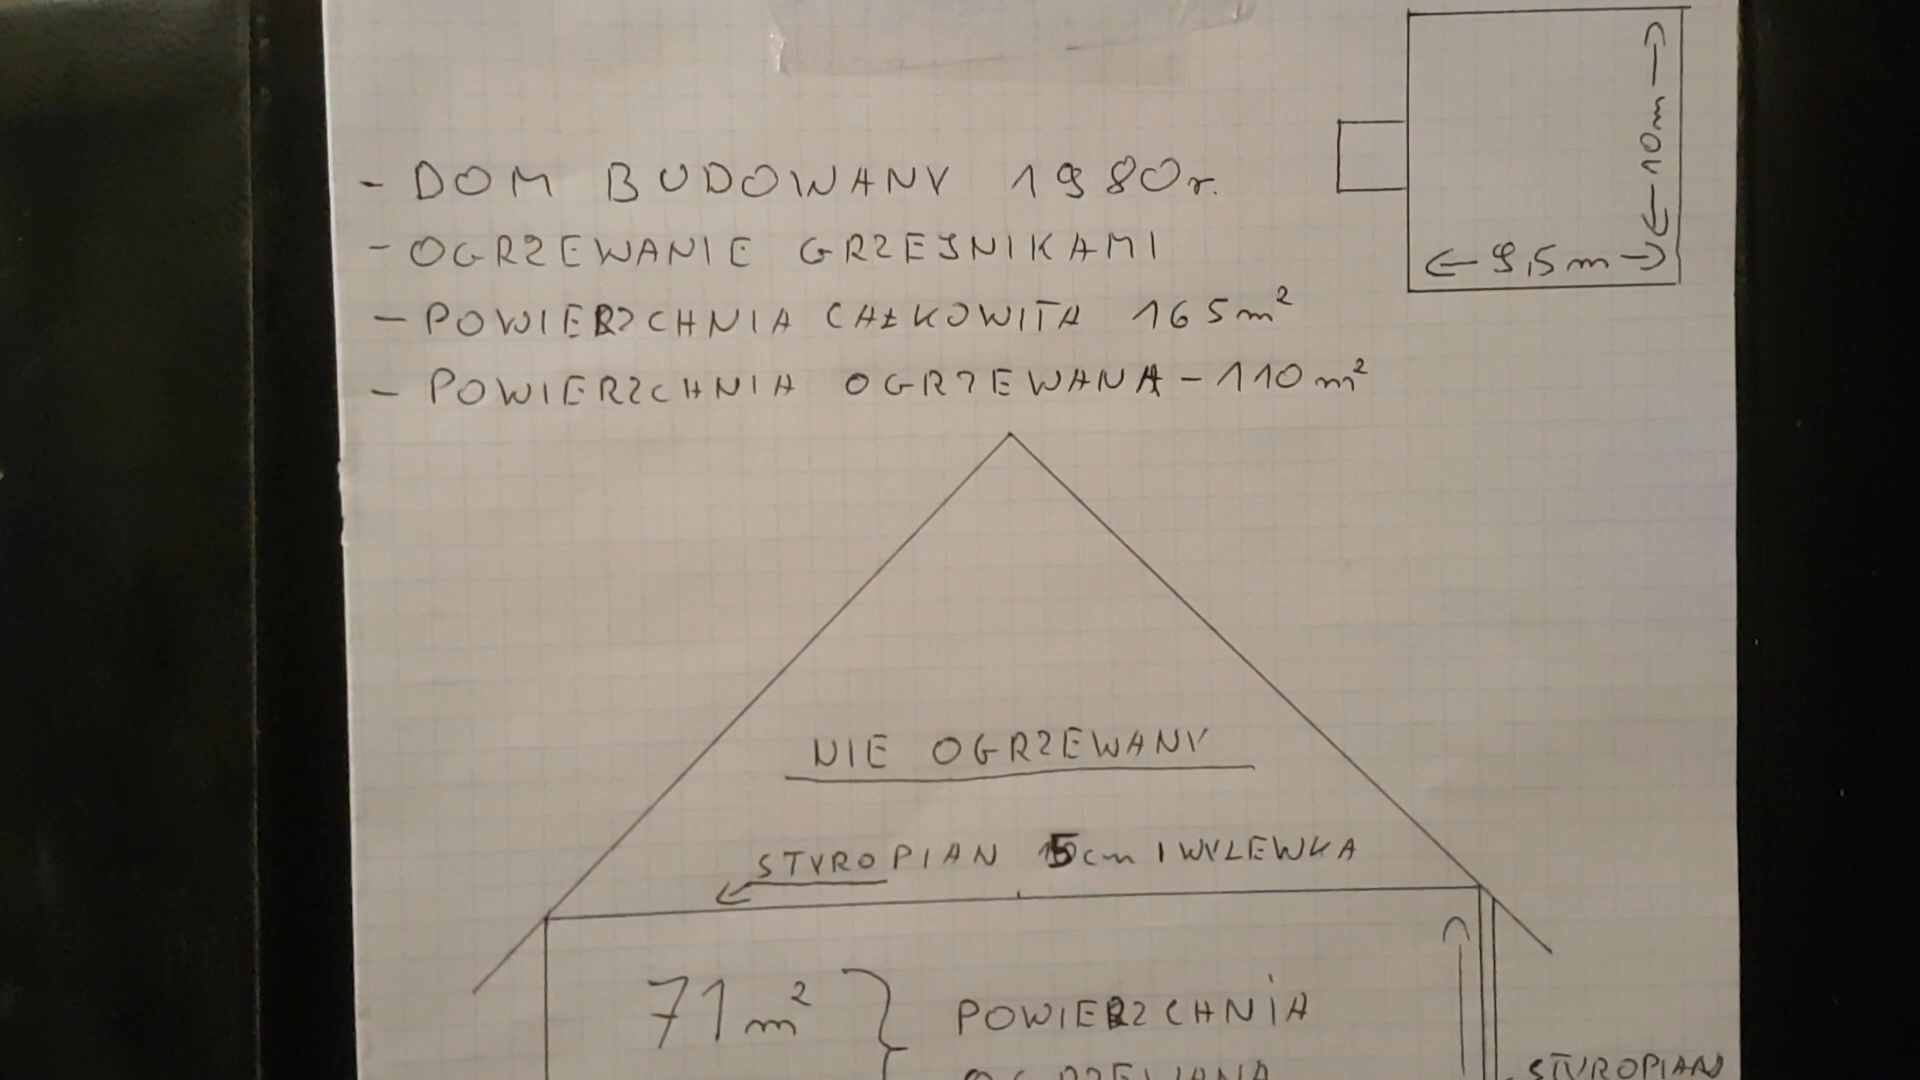 10m
9,5m
- DOM BUDOWANY 1980r.
- OGRZEWANIE GRZEJNIKAMI
- POWIERZCHNIA CAŁKOWITA 165m²
- POWIERZCHNIA OGRZEWANA - 110m²
NIE OGRZEWANY
STYROPIAN 5cm I WYLEWKA
71m² } POWIERZCHNIA
OGRZEWANA
STYROPIAN